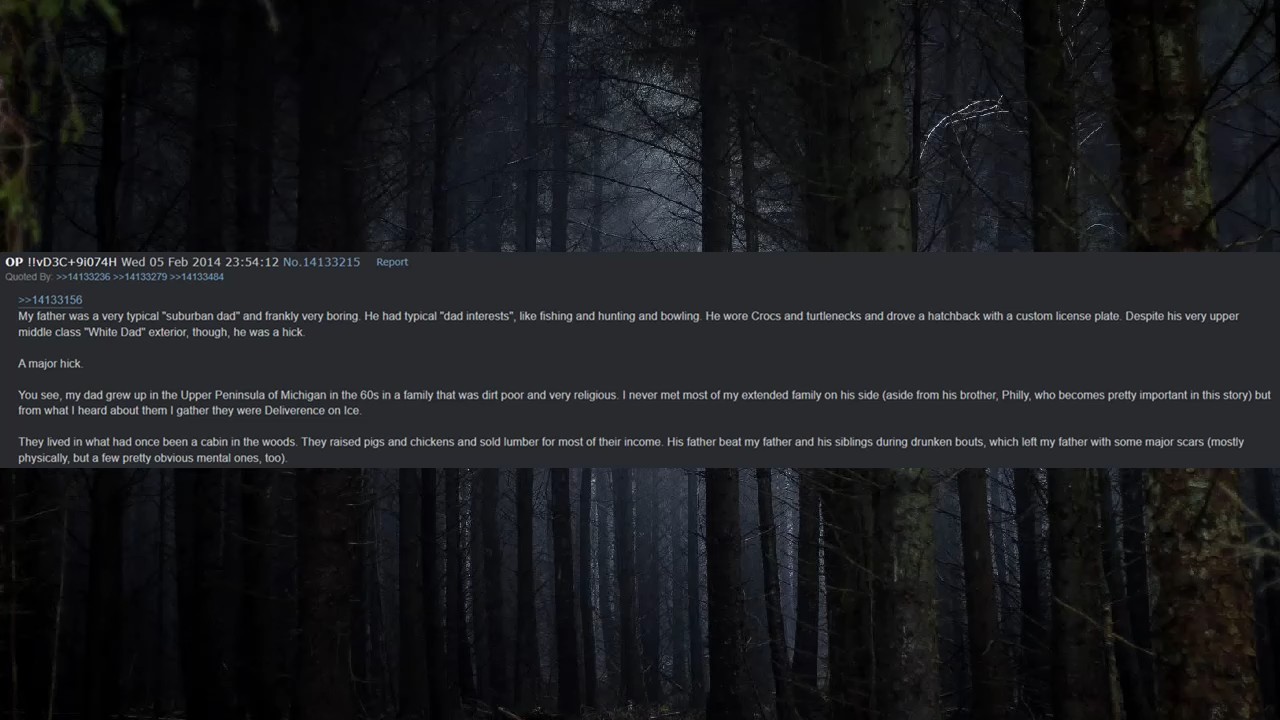 OP !!vD3C+9i074H Wed 05 Feb 2014 23:54:12 No.14133215 Report
Quoted By: >>14133236 >>14133279 >>14133484
>>14133156
My father was a very typical "suburban dad" and frankly very boring. He had typical "dad interests", like fishing and hunting and bowling. He wore Crocs and turtlenecks and drove a hatchback with a custom license plate. Despite his very upper
middle class "White Dad" exterior, though, he was a hick.
A major hick.
You see, my dad grew up in the Upper Peninsula of Michigan in the 60s in a family that was dirt poor and very religious. I never met most of my extended family on his side (aside from his brother, Philly, who becomes pretty important in this story) but
from what I heard about them I gather they were Deliverence on Ice.
They lived in what had once been a cabin in the woods. They raised pigs and chickens and sold lumber for most of their income. His father beat my father and his siblings during drunken bouts, which left my father with some major scars (mostly
physically, but a few pretty obvious mental ones, too).